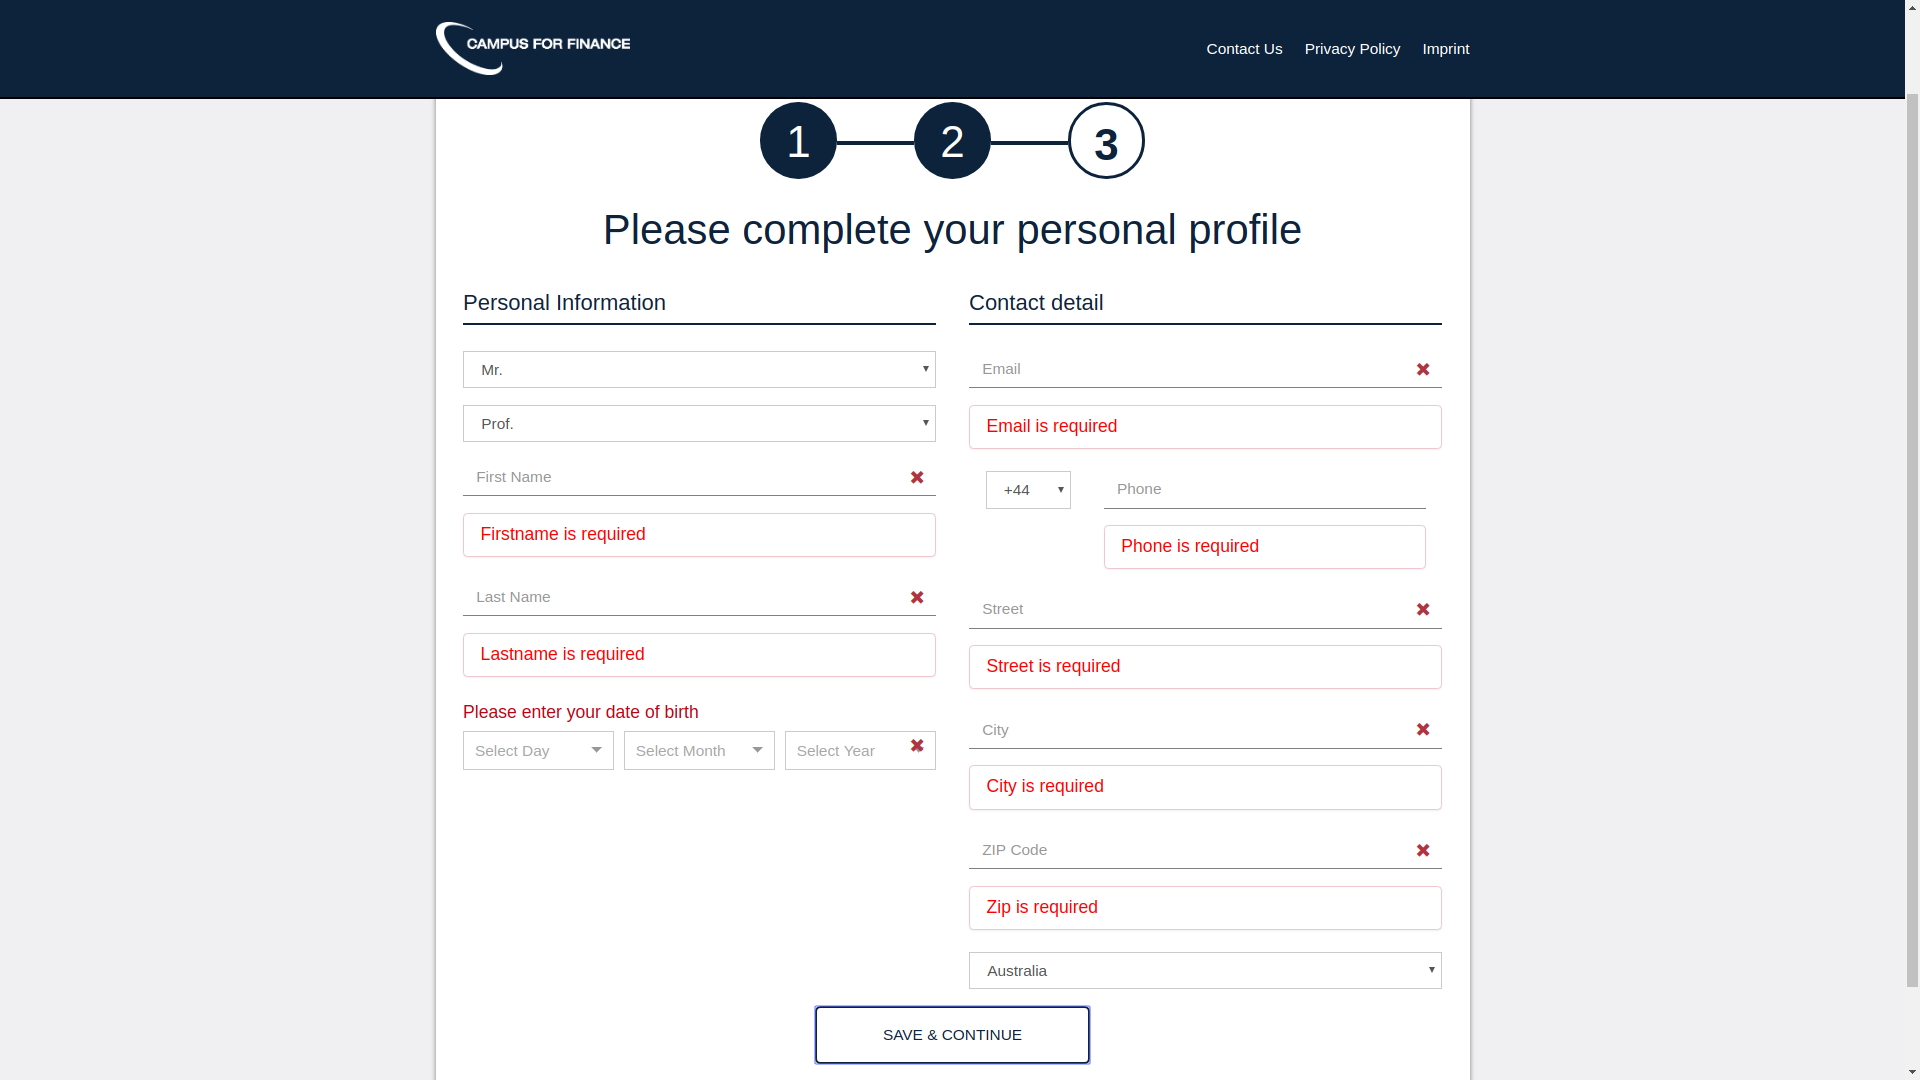 CAMPUS FOR FINANCE
Contact Us Privacy Policy Imprint
1 2 3
Please complete your personal profile
Personal Information
Mr.
Prof.
First Name
Firstname is required
Last Name
Lastname is required
Please enter your date of birth
Select Day Select Month Select Year
Contact detail
Email
Email is required
+44 Phone
Phone is required
Street
Street is required
City
City is required
ZIP Code
Zip is required
Australia
SAVE & CONTINUE